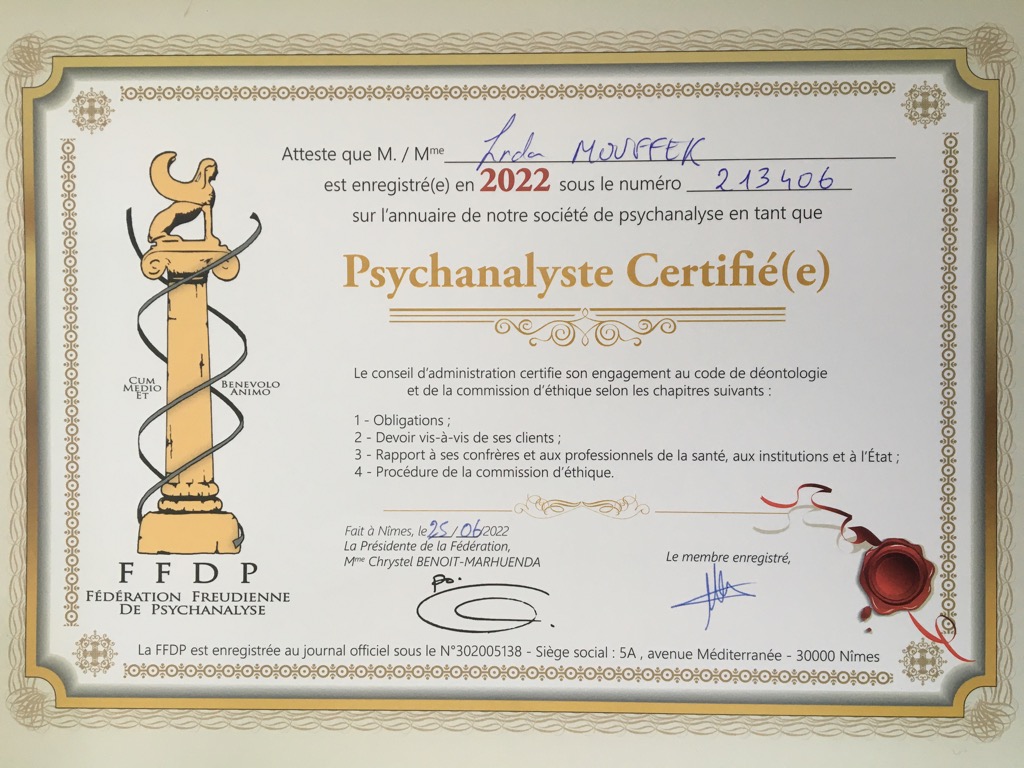 Atteste que M. / Mme Linda MOUFFEK
est enregistré(e) en 2022 sous le numéro 213406
sur l'annuaire de notre société de psychanalyse en tant que
Psychanalyste Certifié(e)
CUM
MEDIO
ET
BENEVOLO
ANIMO
Le conseil d'administration certifie son engagement au code de déontologie
et de la commission d'éthique selon les chapitres suivants :
1 - Obligations ;
2 - Devoir vis-à-vis de ses clients ;
3 - Rapport à ses confrères et aux professionnels de la santé, aux institutions et à l'État ;
4 - Procédure de la commission d'éthique.
Fait à Nîmes, le 25/06/2022
La Présidente de la Fédération,
Mme Chrystel BENOIT-MARHUENDA
po.
Le membre enregistré,
FFDP
FÉDÉRATION FREUDIENNE
DE PSYCHANALYSE
La FFDP est enregistrée au journal officiel sous le N°302005138 - Siège social : 5A , avenue Méditerranée - 30000 Nîmes